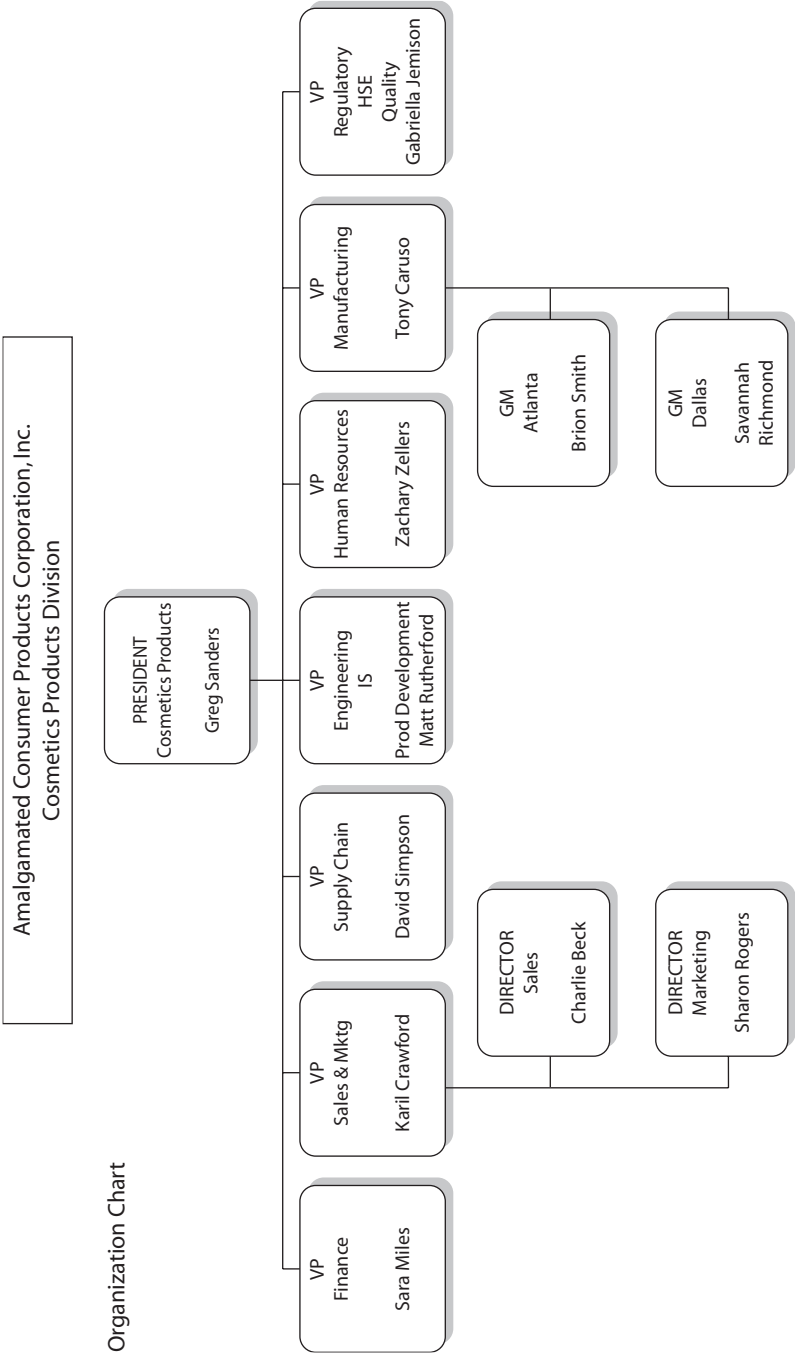 Amalgamated Consumer Products Corporation, Inc.
Cosmetics Products Division
Organization Chart
PRESIDENT
Cosmetics Products
Greg Sanders
VP
Finance
Sara Miles
VP
Sales & Mktg
Karil Crawford
VP
Supply Chain
David Simpson
VP
Engineering
IS
Prod Development
Matt Rutherford
VP
Human Resources
Zachary Zellers
VP
Manufacturing
Tony Caruso
VP
Regulatory
HSE
Quality
Gabriella Jemison
DIRECTOR
Sales
Charlie Beck
DIRECTOR
Marketing
Sharon Rogers
GM
Atlanta
Brion Smith
GM
Dallas
Savannah
Richmond